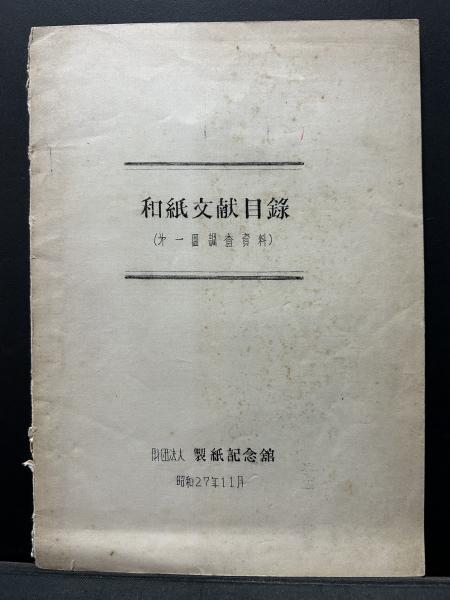 和紙文献目錄
(才一囬調査資料)
財団法人 製紙記念舘
昭和27年11月